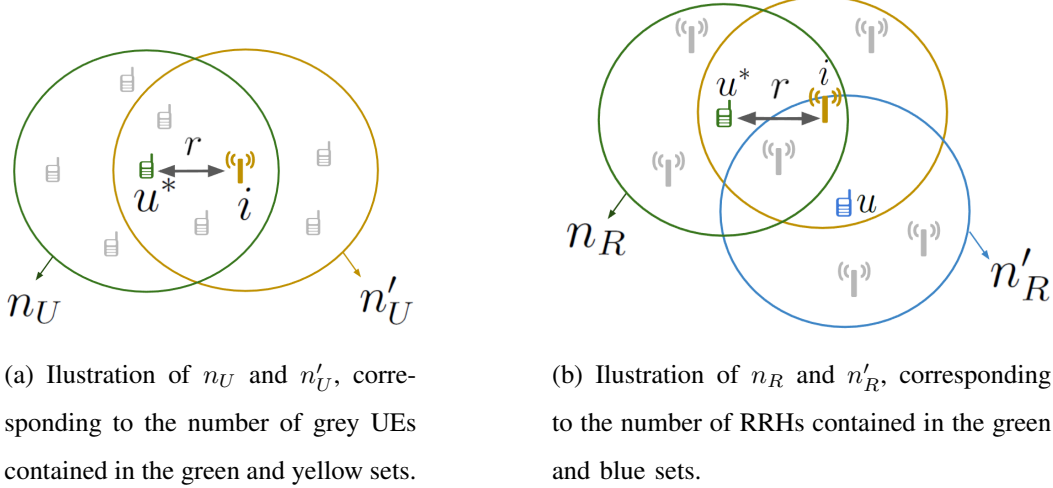 r
u*
i
n_U
n'_U
(a) Ilustration of n_U and n'_U, corre-
sponding to the number of grey UEs
contained in the green and yellow sets.
u*
r
i
u
n_R
n'_R
(b) Ilustration of n_R and n'_R, corresponding
to the number of RRHs contained in the green
and blue sets.